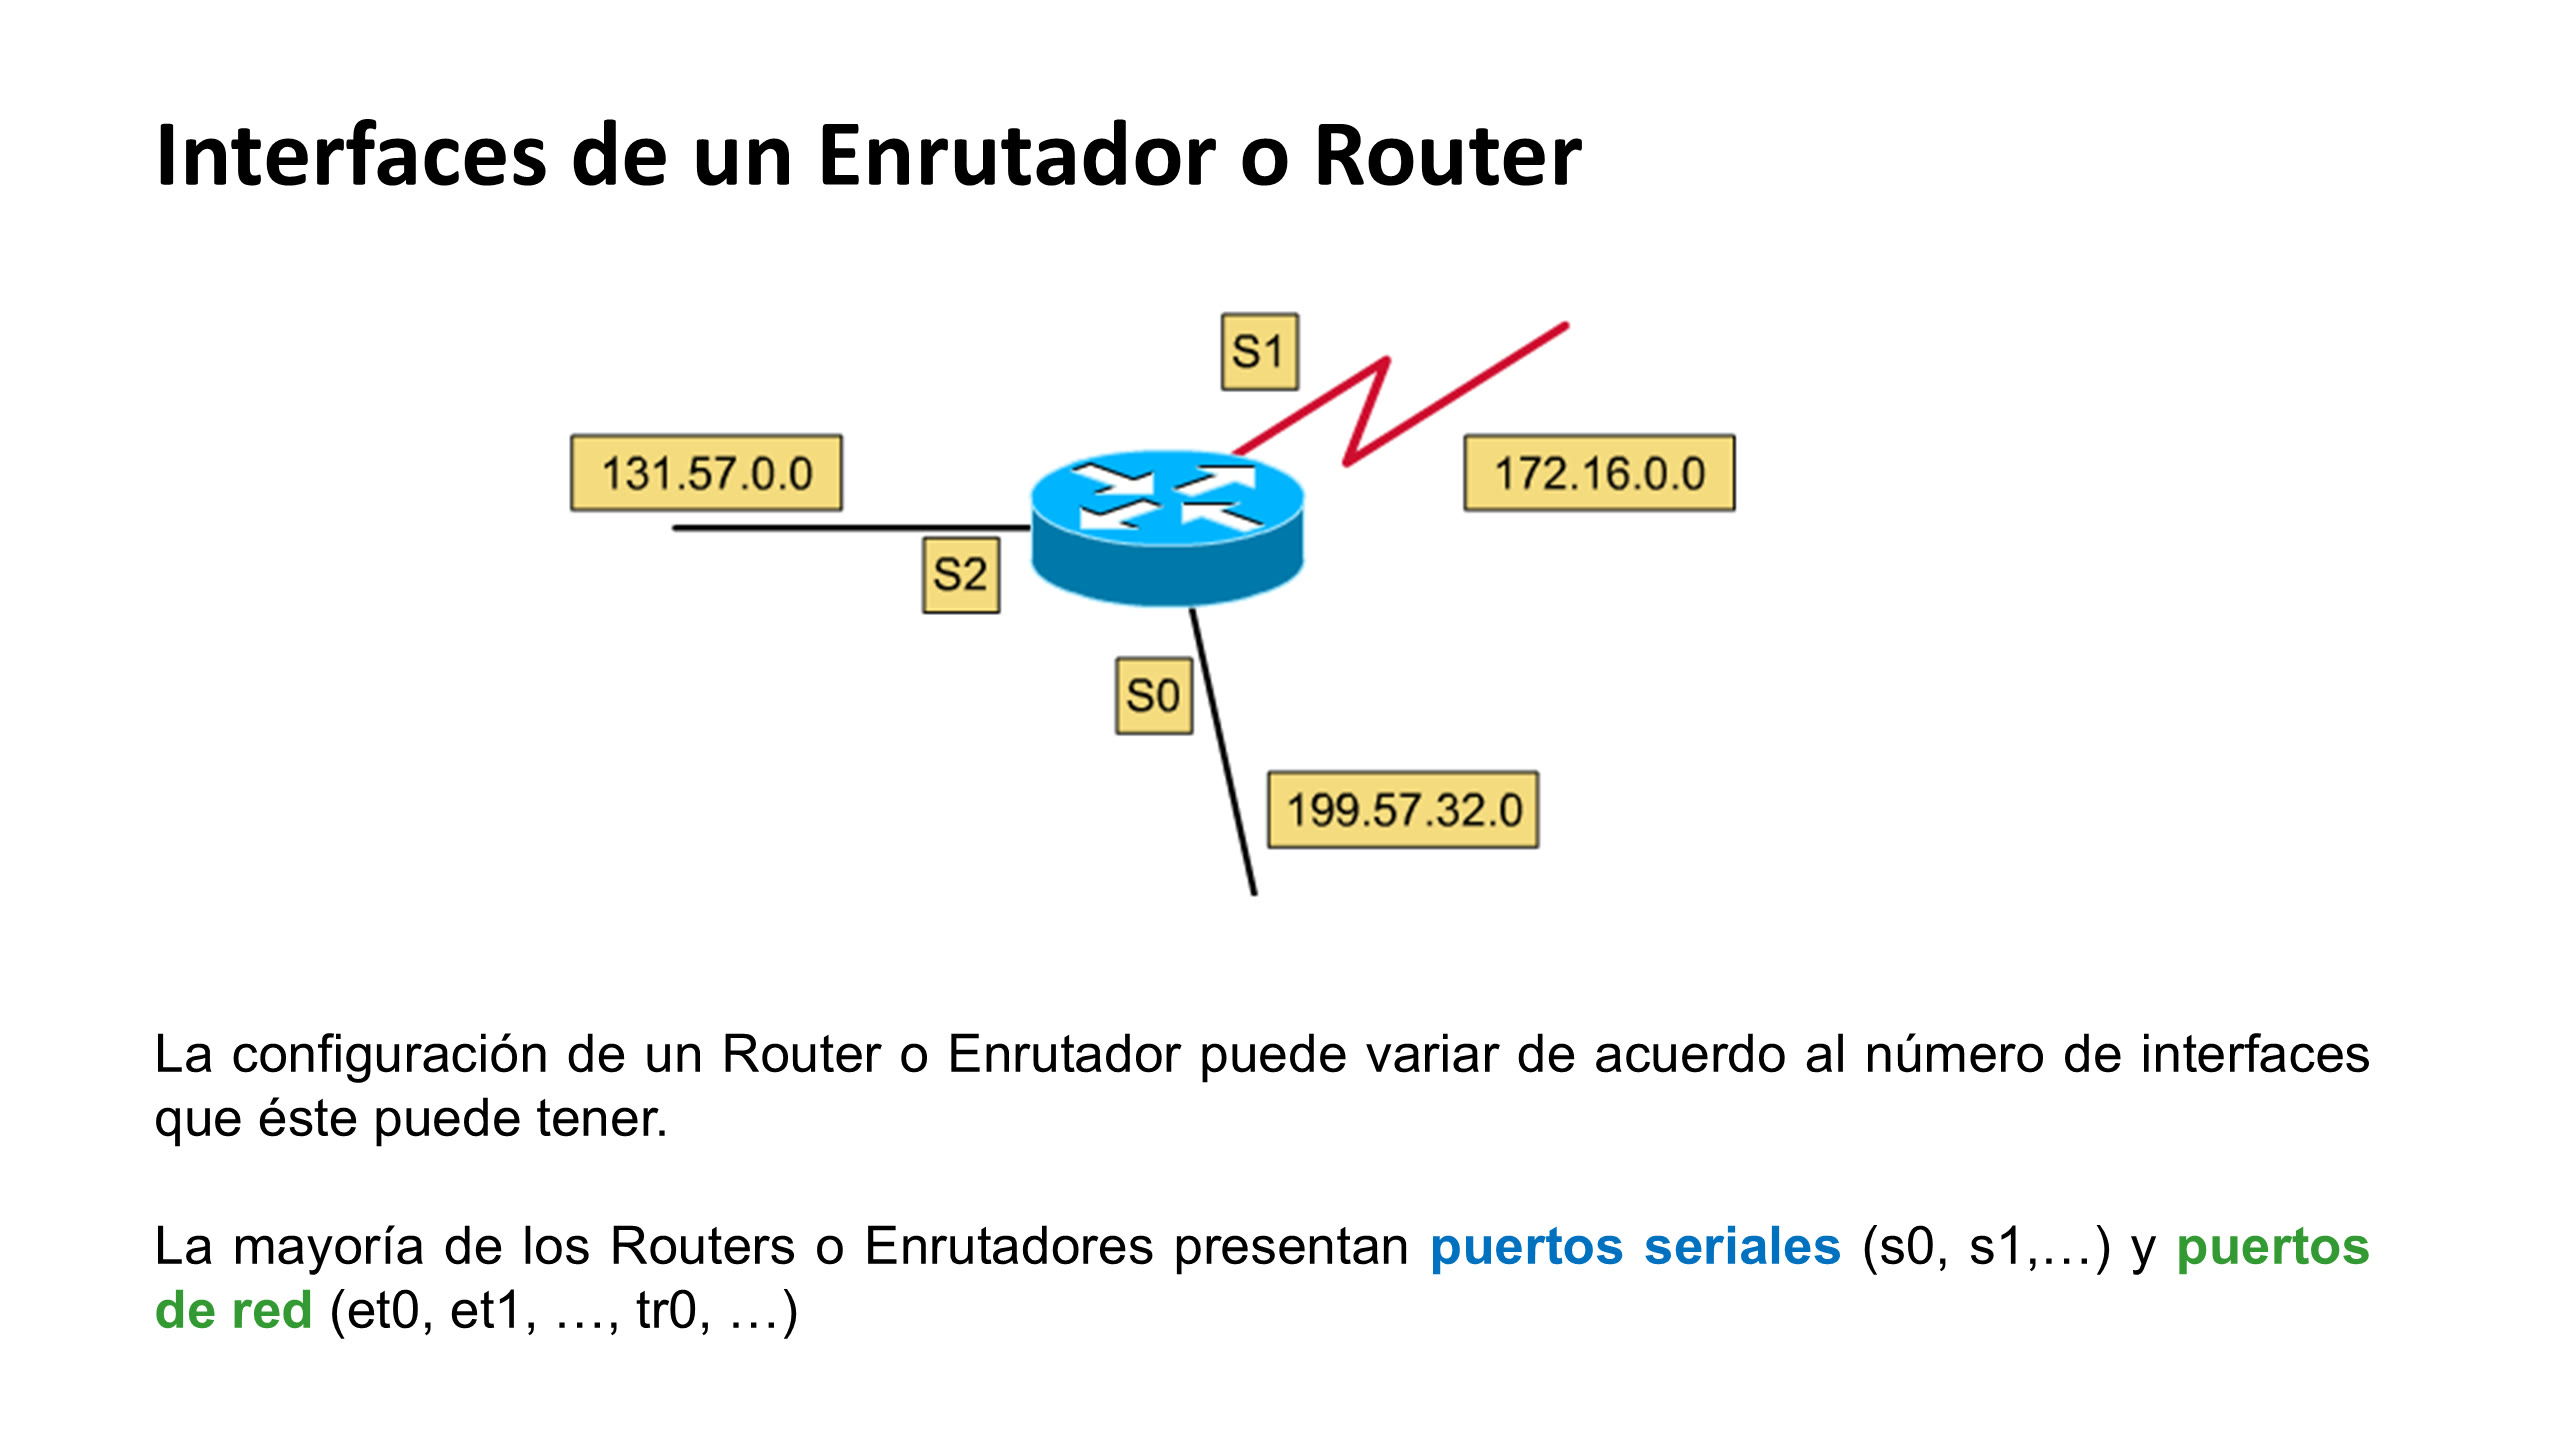 Interfaces de un Enrutador o Router
S1
131.57.0.0
172.16.0.0
S2
S0
199.57.32.0
La configuración de un Router o Enrutador puede variar de acuerdo al número de interfaces
que éste puede tener.
La mayoría de los Routers o Enrutadores presentan puertos seriales (s0, s1,…) y puertos
de red (et0, et1, …, tr0, …)